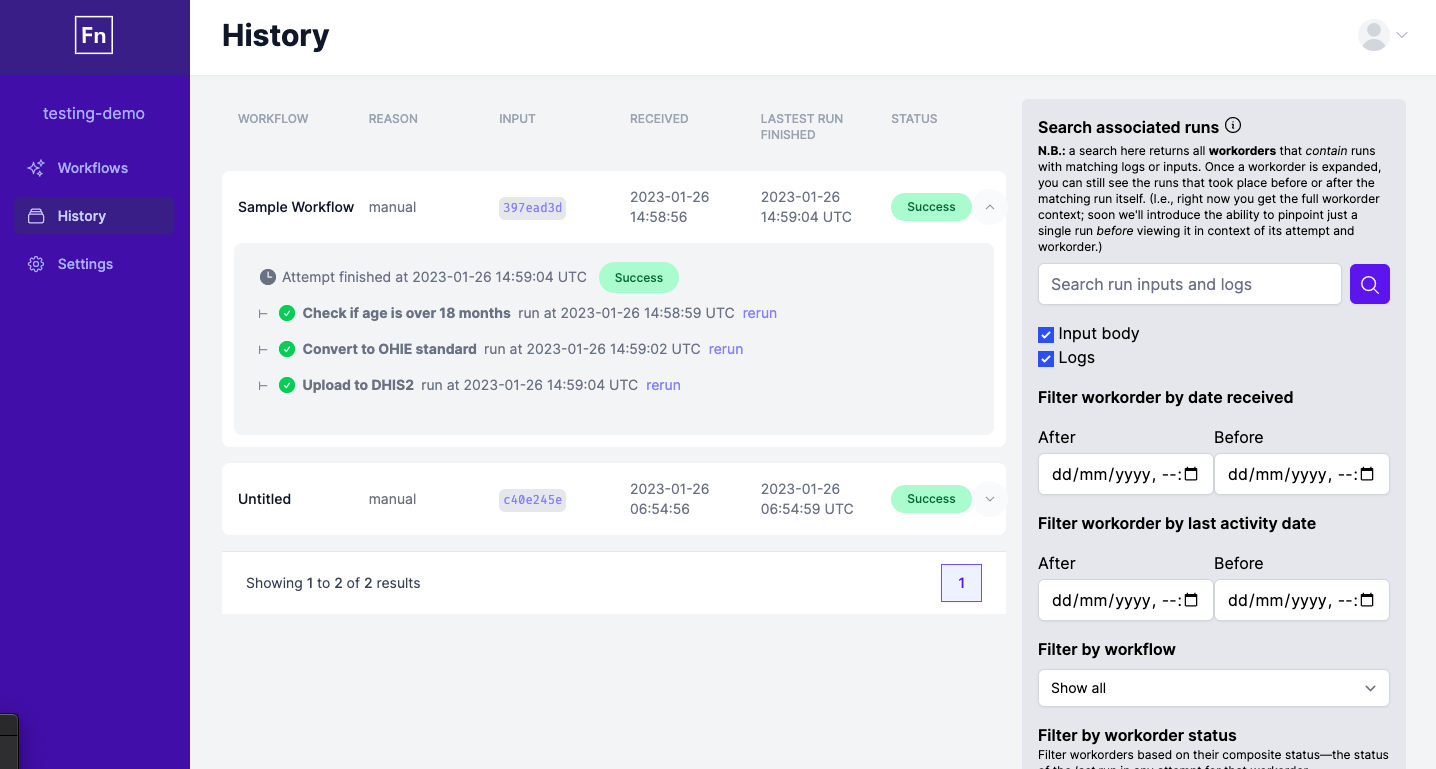 Fn
History
testing-demo
Workflows
History
Settings
WORKFLOW REASON INPUT RECEIVED LASTEST RUN FINISHED STATUS
Sample Workflow manual 397ead3d 2023-01-26 14:58:56 2023-01-26 14:59:04 UTC Success
Attempt finished at 2023-01-26 14:59:04 UTC Success
Check if age is over 18 months run at 2023-01-26 14:58:59 UTC rerun
Convert to OHIE standard run at 2023-01-26 14:59:02 UTC rerun
Upload to DHIS2 run at 2023-01-26 14:59:04 UTC rerun
Untitled manual c40e245e 2023-01-26 06:54:56 2023-01-26 06:54:59 UTC Success
Showing 1 to 2 of 2 results 1
Search associated runs
N.B.: a search here returns all workorders that contain runs
with matching logs or inputs. Once a workorder is expanded,
you can still see the runs that took place before or after the
matching run itself. (I.e., right now you get the full workorder
context; soon we'll introduce the ability to pinpoint just a
single run before viewing it in context of its attempt and
workorder.)
Search run inputs and logs
Input body
Logs
Filter workorder by date received
After Before
dd/mm/yyyy, --: dd/mm/yyyy, --:
Filter workorder by last activity date
After Before
dd/mm/yyyy, --: dd/mm/yyyy, --:
Filter by workflow
Show all
Filter by workorder status
Filter workorders based on their composite status—the status
of the last run in any attempt for that workorder